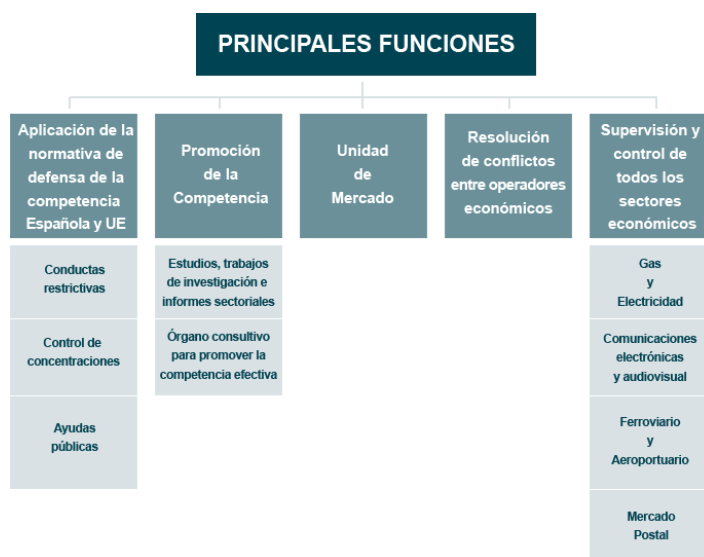 PRINCIPALES FUNCIONES
Aplicación de la
normativa de
defensa de la
competencia
Española y UE
Conductas
restrictivas
Control de
concentraciones
Ayudas
públicas
Promoción
de la
Competencia
Estudios, trabajos
de investigación e
informes sectoriales
Órgano consultivo
para promover la
competencia efectiva
Unidad
de
Mercado
Resolución
de conflictos
entre operadores
económicos
Supervisión y
control de
todos los
sectores
económicos
Gas
y
Electricidad
Comunicaciones
electrónicas
y audiovisual
Ferroviario
y
Aeroportuario
Mercado
Postal